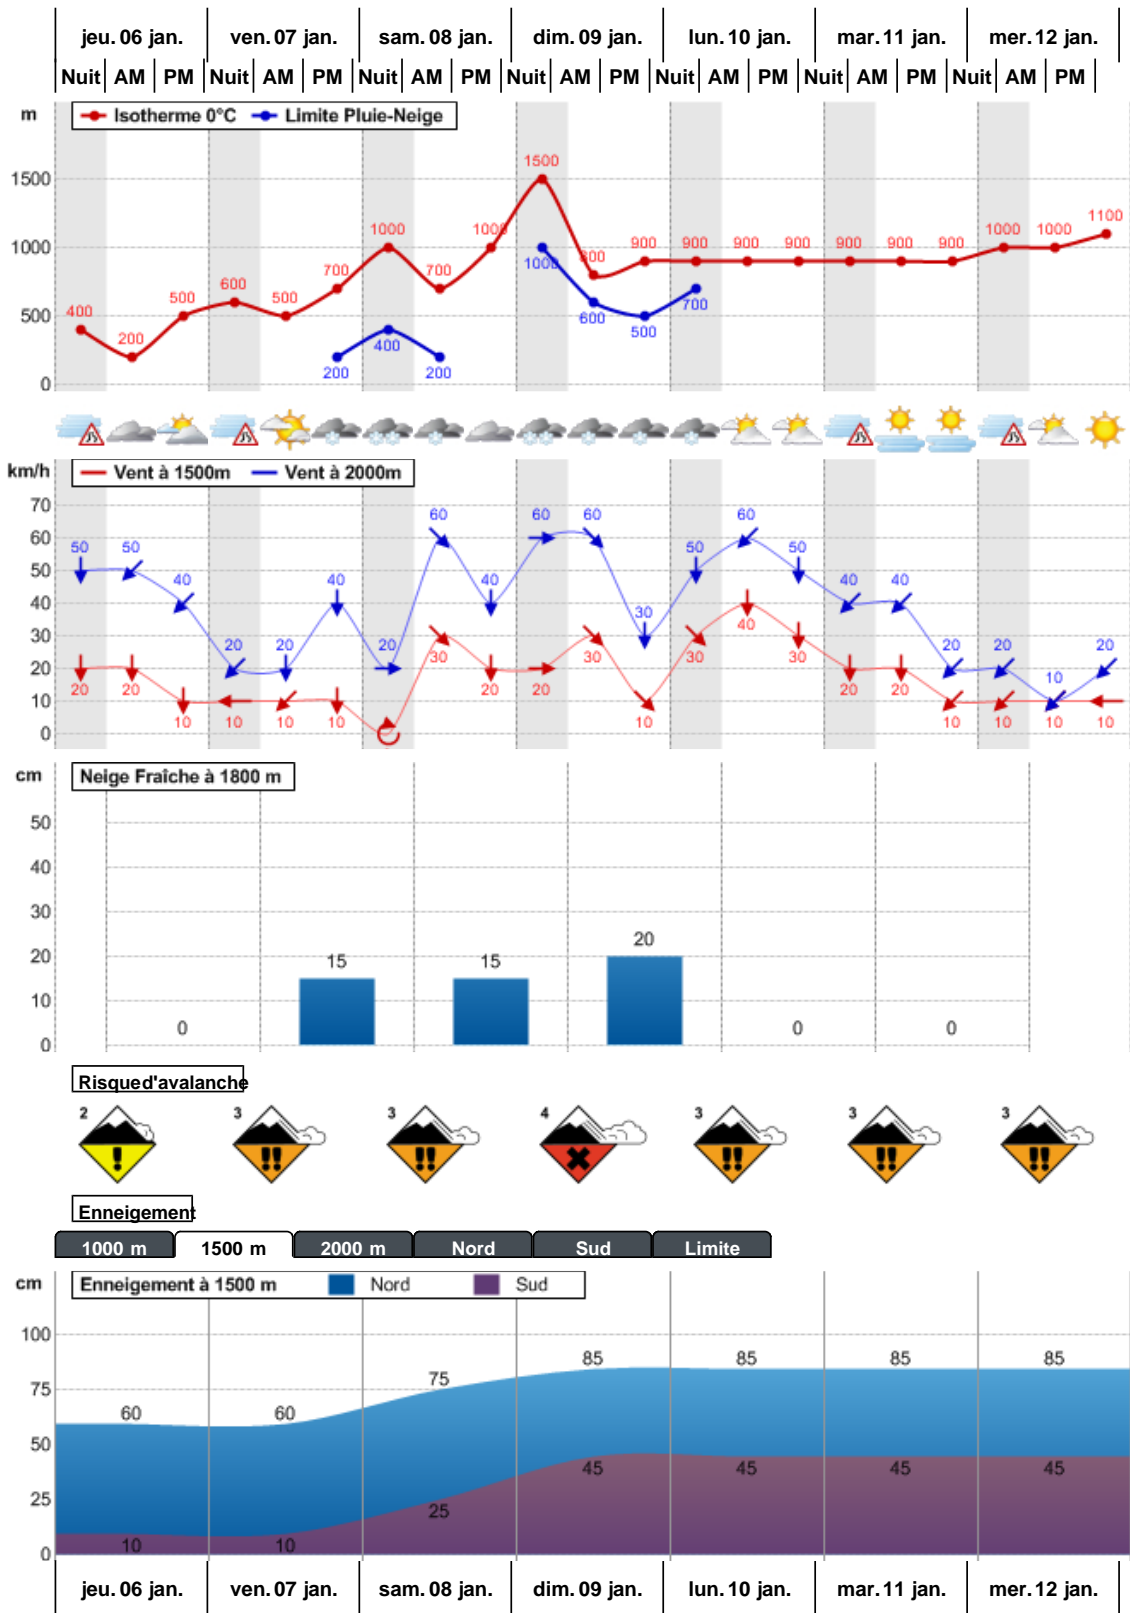 jeu. 06 jan. ven. 07 jan. sam. 08 jan. dim. 09 jan. lun. 10 jan. mar. 11 jan. mer. 12 jan.
Nuit AM PM Nuit AM PM Nuit AM PM Nuit AM PM Nuit AM PM Nuit AM PM Nuit AM PM
m Isotherme 0°C Limite Pluie-Neige
1500 1500
1000 1000 1000 1000 800 900 900 900 900 900 900 900 1000 1000 1100
500 400 200 500 600 500 700 700
200 400 200 600 500 700
0
km/h Vent à 1500m Vent à 2000m
70
60 60 60 60 60
50 50 50 50 50
40 40 40 40 40 40
30 30
20 20 20 20 20 20 20
10 10
0
20 20 10 10 10 10 30 20 20 30 10 30 40 30 20 20 10 10 10 10
cm Neige Fraîche à 1800 m
50
40
30
20 20
10 15 15
0 0 0 0
Risque d'avalanche
2 3 3 4 3 3 3
Enneigement
1000 m 1500 m 2000 m Nord Sud Limite
cm Enneigement à 1500 m Nord Sud
100
75 60 60 75 85 85 85 85
50
25 10 10 25 45 45 45 45
0
jeu. 06 jan. ven. 07 jan. sam. 08 jan. dim. 09 jan. lun. 10 jan. mar. 11 jan. mer. 12 jan.